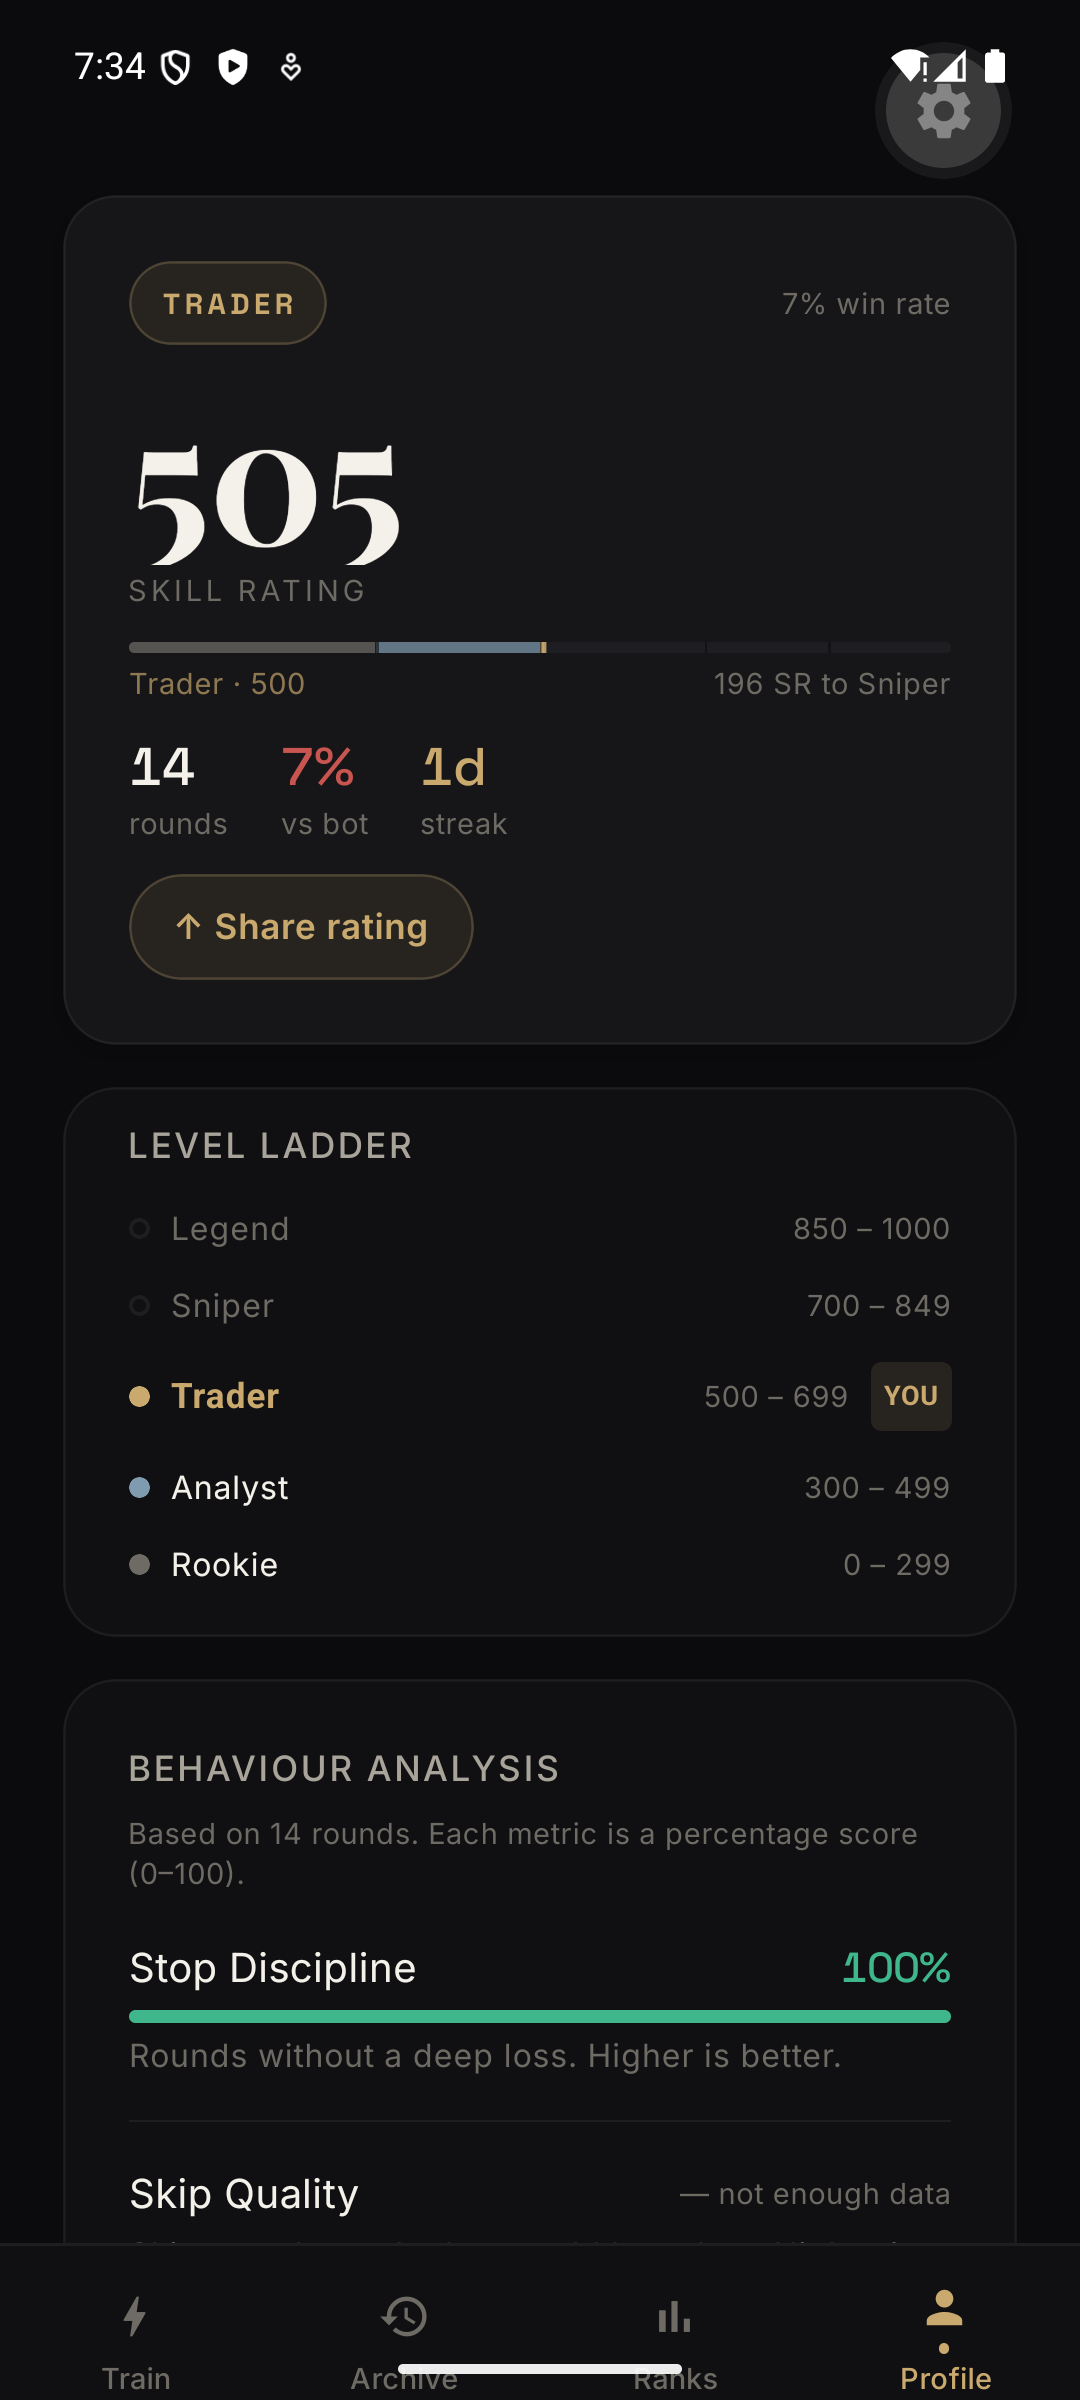 7:34
TRADER
7% win rate
505
SKILL RATING
Trader · 500
196 SR to Sniper
14
7%
1d
rounds
vs bot
streak
↑ Share rating
LEVEL LADDER
Legend
850 – 1000
Sniper
700 – 849
Trader
500 – 699
YOU
Analyst
300 – 499
Rookie
0 – 299
BEHAVIOUR ANALYSIS
Based on 14 rounds. Each metric is a percentage score
(0–100).
Stop Discipline
100%
Rounds without a deep loss. Higher is better.
Skip Quality
— not enough data
Train
Archive
Ranks
Profile